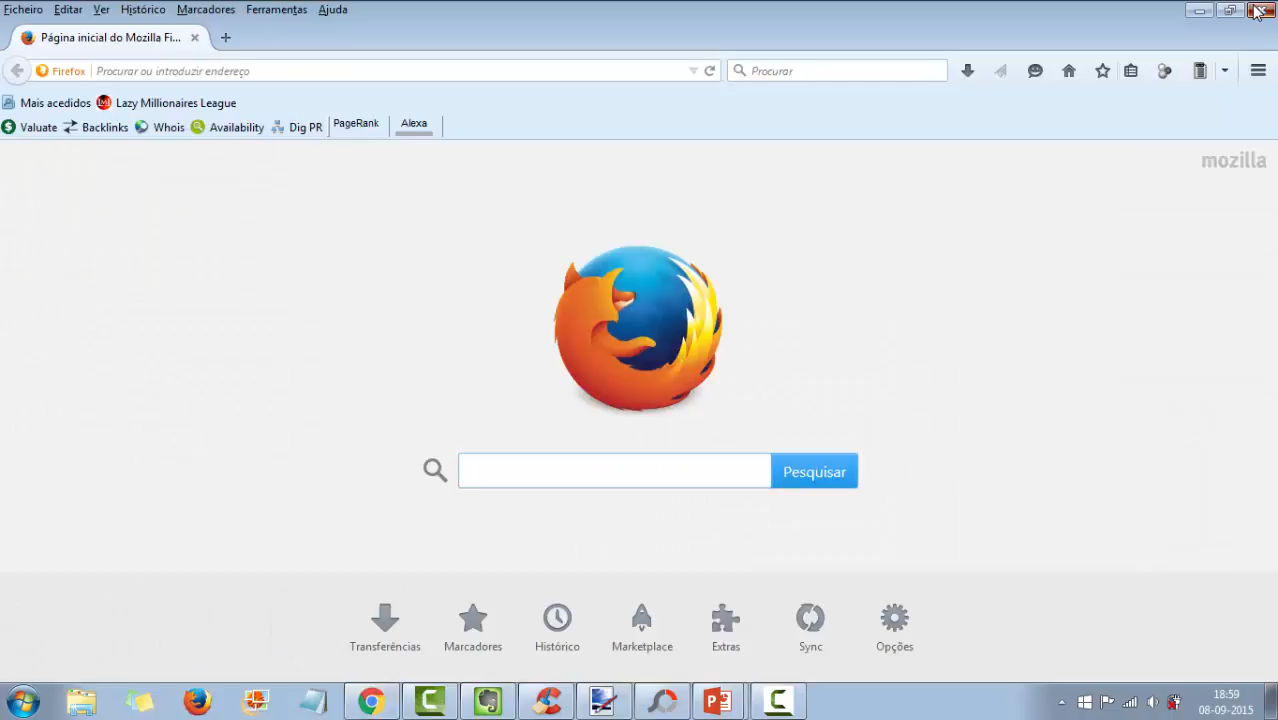 Ficheiro Editar Ver Histórico Marcadores Ferramentas Ajuda
Página inicial do Mozilla Fi...
Firefox Procurar ou introduzir endereço Procurar
Mais acedidos Lazy Millionaires League
Valuate Backlinks Whois Availability Dig PR PageRank Alexa
mozilla
Pesquisar
Transferências Marcadores Histórico Marketplace Extras Sync Opções
18:59
08-09-2015